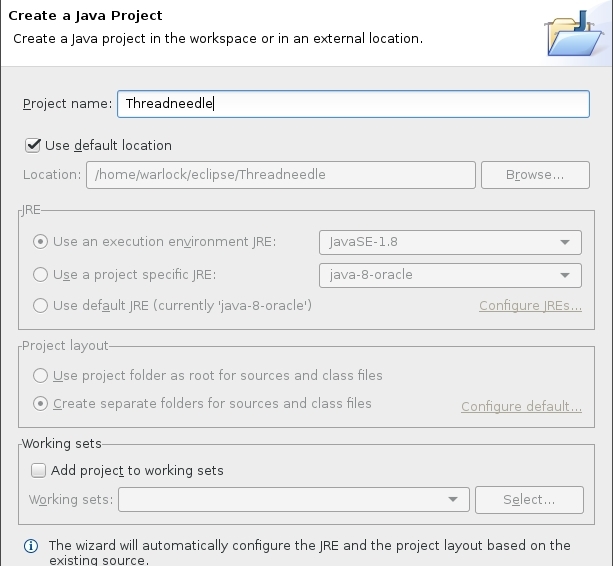 Create a Java Project
Create a Java project in the workspace or in an external location.
Project name: Threadneedle
Use default location
Location: /home/warlock/eclipse/Threadneedle Browse...
JRE
Use an execution environment JRE: JavaSE-1.8
Use a project specific JRE: java-8-oracle
Use default JRE (currently 'java-8-oracle') Configure JREs...
Project layout
Use project folder as root for sources and class files
Create separate folders for sources and class files Configure default...
Working sets
Add project to working sets
Working sets: Select...
The wizard will automatically configure the JRE and the project layout based on the
existing source.